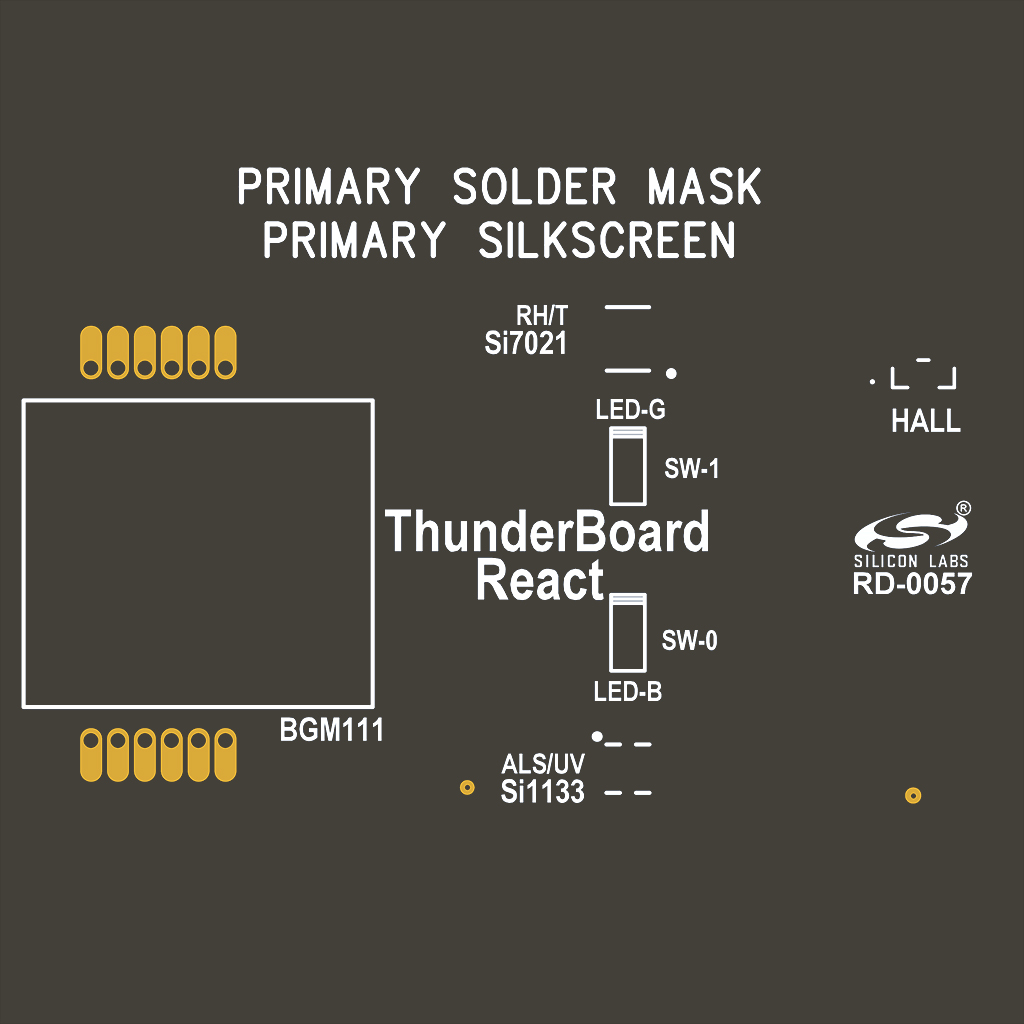 PRIMARY SOLDER MASK
PRIMARY SILKSCREEN
RH/T
Si7021
LED-G
HALL
SW-1
ThunderBoard
React
®
SILICON LABS
RD-0057
SW-0
LED-B
BGM111
ALS/UV
Si1133